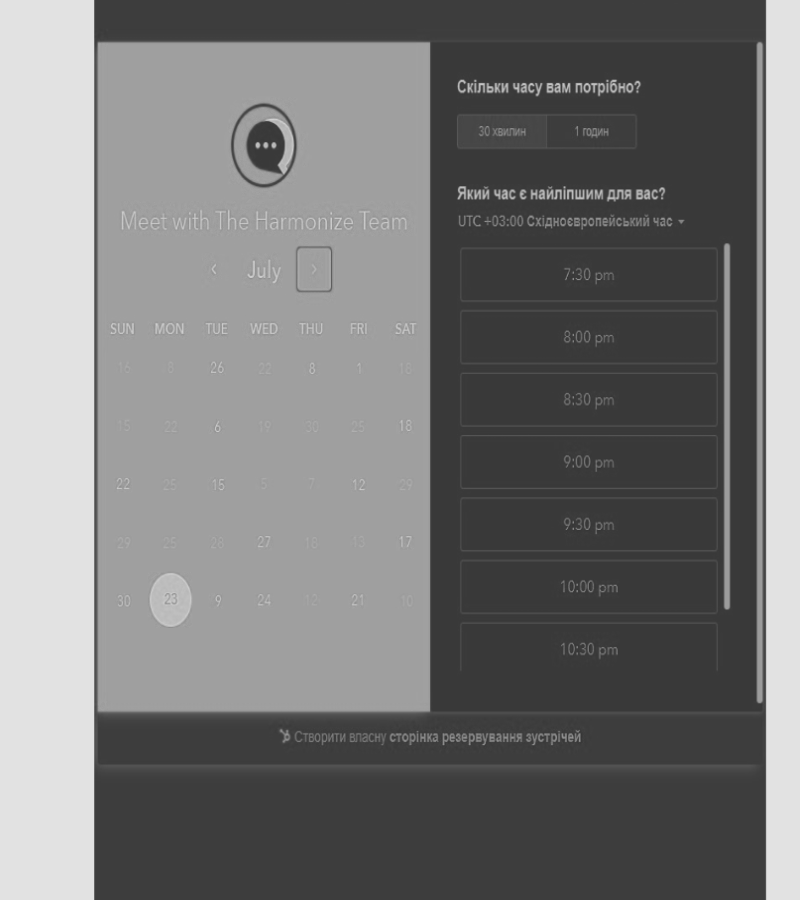 Meet with The Harmonize Team
July
SUN MON TUE WED THU FRI SAT
16 8 26 22 8 1
15 22 6 19 30 25 18
22 25 15 5 7 12 29
29 25 28 27 18 13 17
30 23 9 24 12 21 10
Скільки часу вам потрібно?
30 хвилин 1 годин
Який час є найліпшим для вас?
UTC +03:00 Східноєвропейський час
7:30 pm
8:00 pm
8:30 pm
9:00 pm
9:30 pm
10:00 pm
10:30 pm
Створити власну сторінка резервування зустрічей